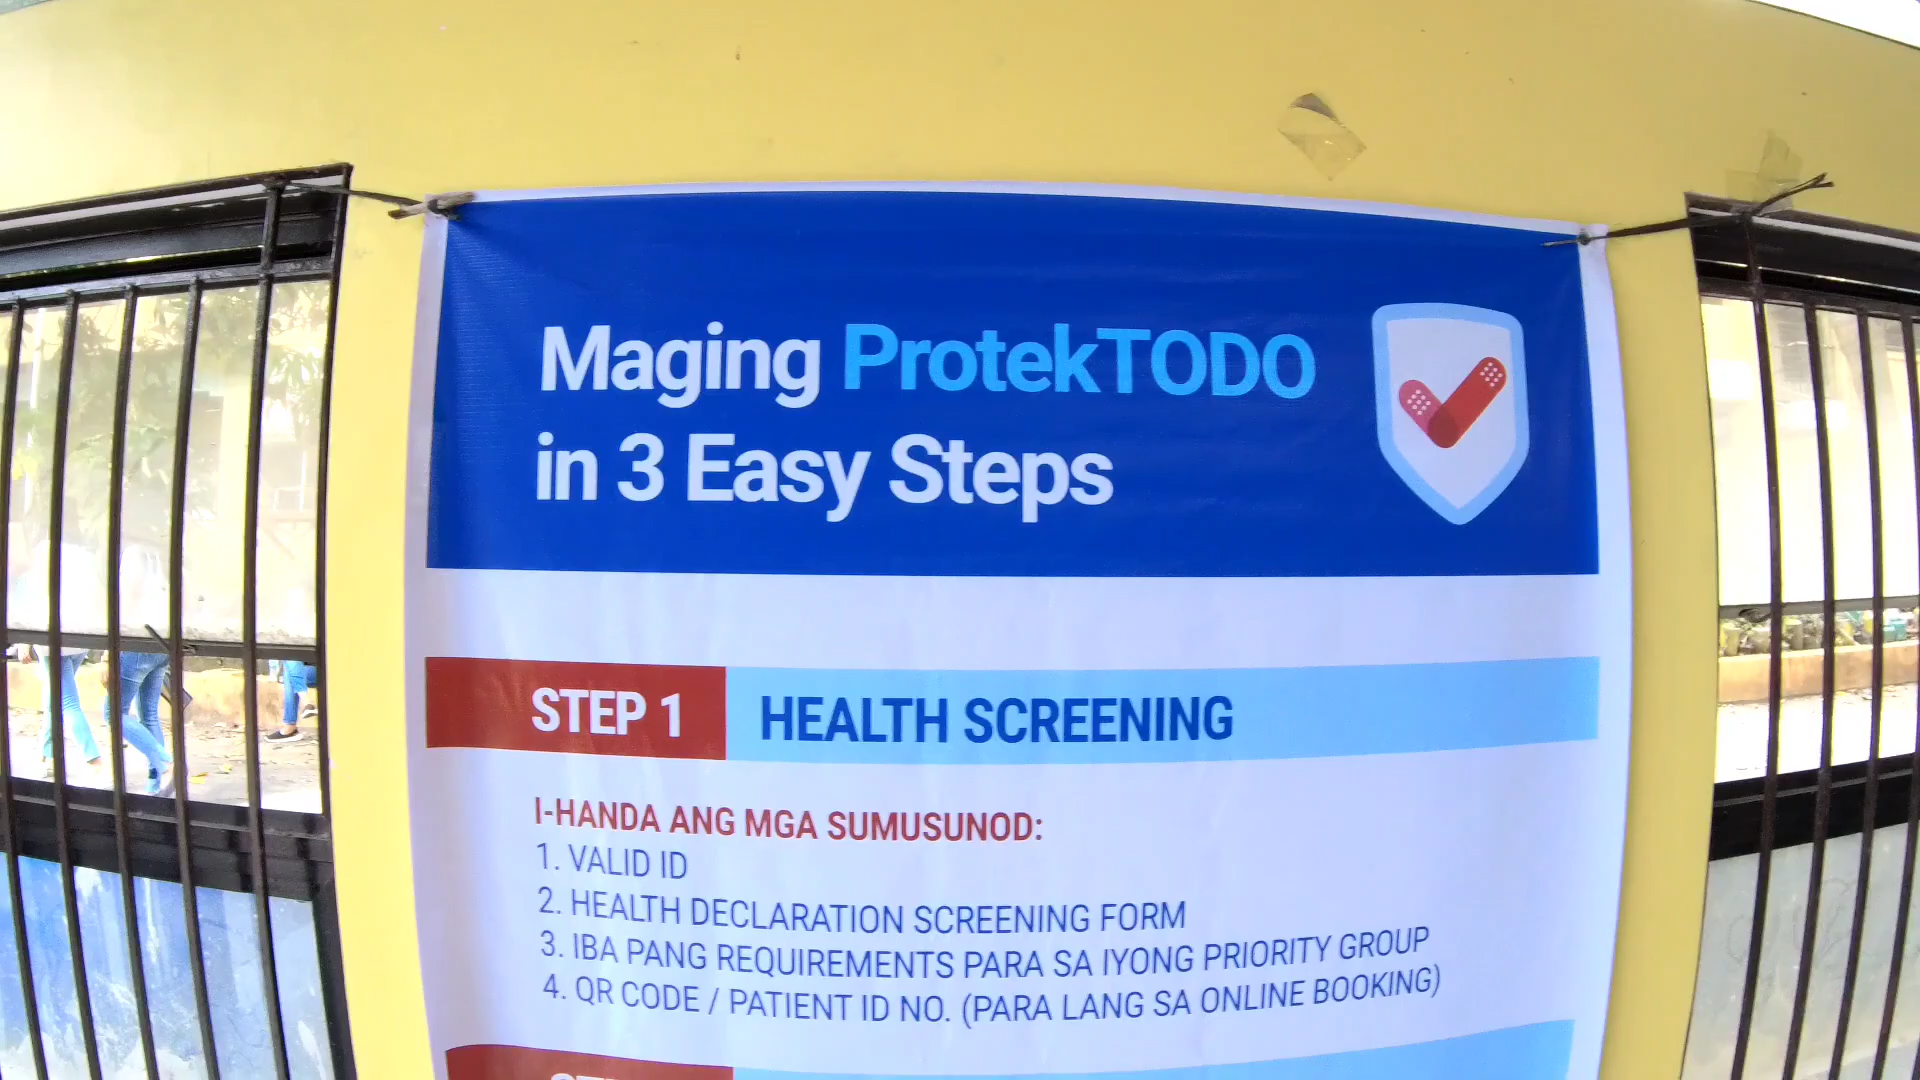 Maging ProtekTODO
in 3 Easy Steps
STEP 1 HEALTH SCREENING
I-HANDA ANG MGA SUMUSUNOD:
1. VALID ID
2. HEALTH DECLARATION SCREENING FORM
3. IBA PANG REQUIREMENTS PARA SA IYONG PRIORITY GROUP
4. QR CODE / PATIENT ID NO. (PARA LANG SA ONLINE BOOKING)